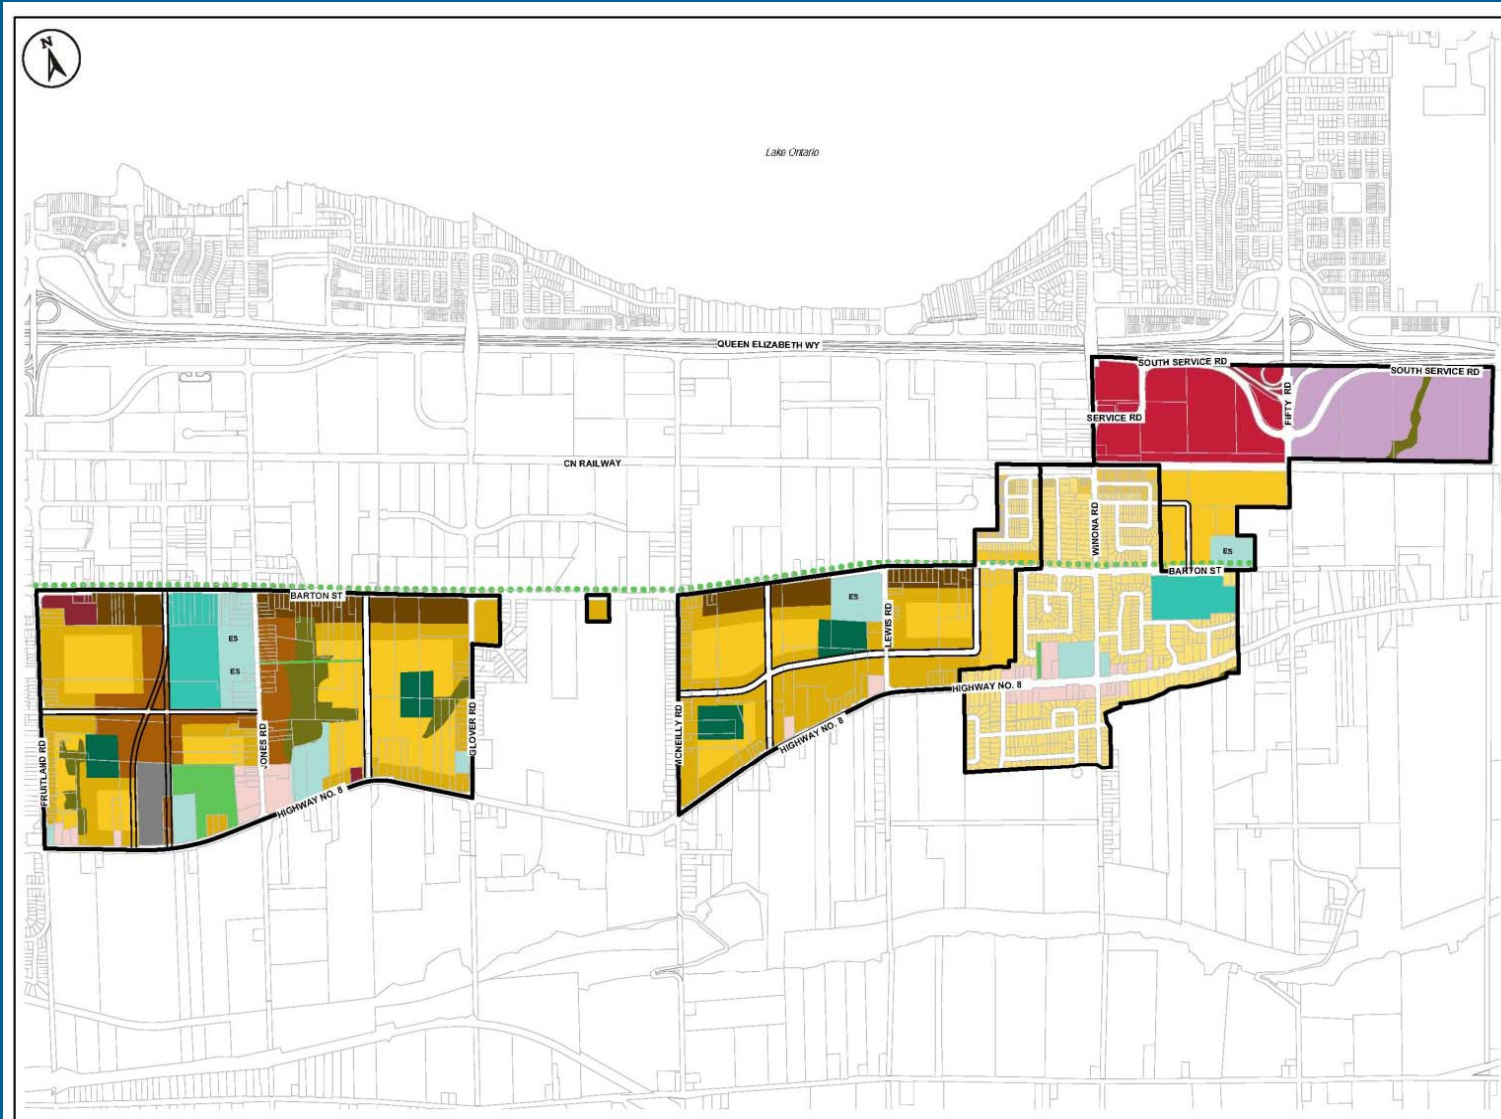 N
Lake Ontario
QUEEN ELIZABETH WY
SOUTH SERVICE RD
SOUTH SERVICE RD
FIFTY RD
SERVICE RD
CN RAILWAY
WINONA RD
ES
BARTON ST
BARTON ST
ES
LEWIS RD
ES
ES
HIGHWAY NO. 8
JONES RD
GLOVER RD
MCNEILLY RD
HIGHWAY NO. 8
FRUITLAND RD
HIGHWAY NO. 8